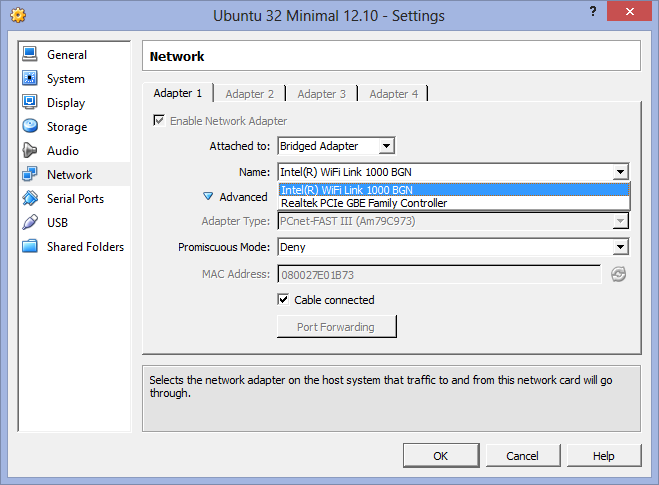 Ubuntu 32 Minimal 12.10 - Settings
?
General
System
Display
Storage
Audio
Network
Serial Ports
USB
Shared Folders
Network
Adapter 1 Adapter 2 Adapter 3 Adapter 4
Enable Network Adapter
Attached to: Bridged Adapter
Name: Intel(R) WiFi Link 1000 BGN
Intel(R) WiFi Link 1000 BGN
Advanced
Realtek PCIe GBE Family Controller
Adapter Type: PCnet-FAST III (Am79C973)
Promiscuous Mode: Deny
MAC Address: 080027E01B73
Cable connected
Port Forwarding
Selects the network adapter on the host system that traffic to and from this network card will go
through.
OK Cancel Help